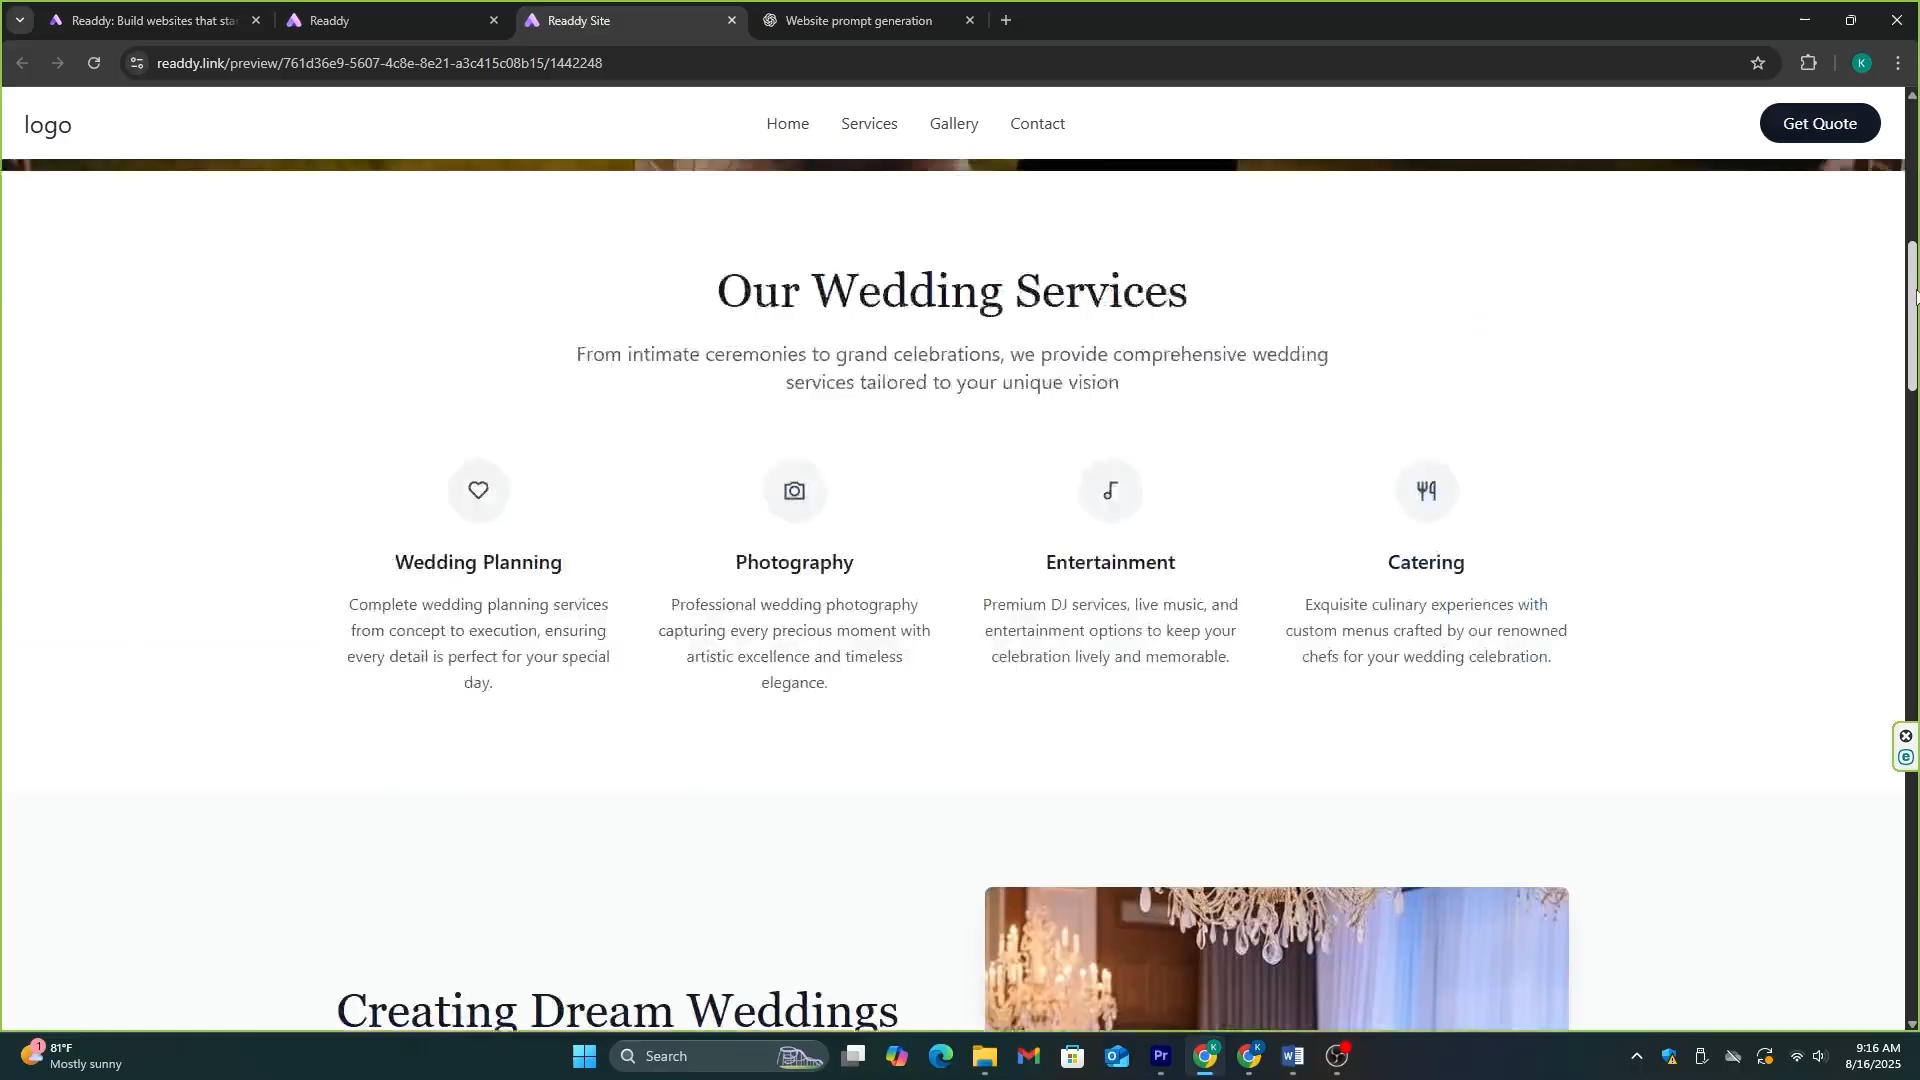 Readdy: Build websites that sta
Readdy
Readdy Site
Website prompt generation
readdy.link/preview/761d36e9-5607-4c8e-8e21-a3c415c08b15/1442248
K
logo
Home
Services
Gallery
Contact
Get Quote
Our Wedding Services
From intimate ceremonies to grand celebrations, we provide comprehensive wedding
services tailored to your unique vision
Wedding Planning
Complete wedding planning services
from concept to execution, ensuring
every detail is perfect for your special
day.
Photography
Professional wedding photography
capturing every precious moment with
artistic excellence and timeless
elegance.
Entertainment
Premium DJ services, live music, and
entertainment options to keep your
celebration lively and memorable.
Catering
Exquisite culinary experiences with
custom menus crafted by our renowned
chefs for your wedding celebration.
Creating Dream Weddings
1
81°F
Mostly sunny
Search
Pr
K
K
9:16 AM
8/16/2025